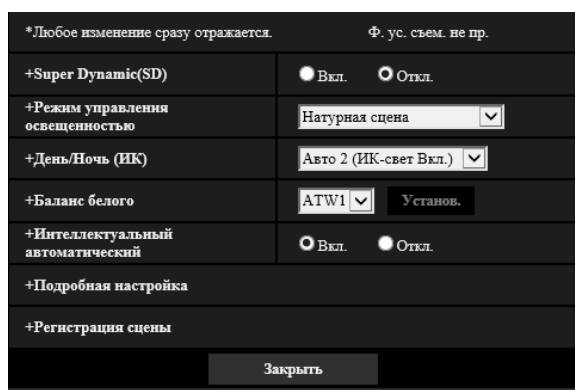 *Любое изменение сразу отражается. Ф. ус. съем. не пр.
+Super Dynamic(SD) Вкл. Откл.
+Режим управления
освещенностью
Натурная сцена
+День/Ночь (ИК) Авто 2 (ИК-свет Вкл.)
+Баланс белого ATW1 Установ.
+Интеллектуальный
автоматический
Вкл. Откл.
+Подробная настройка
+Регистрация сцены
Закрыть